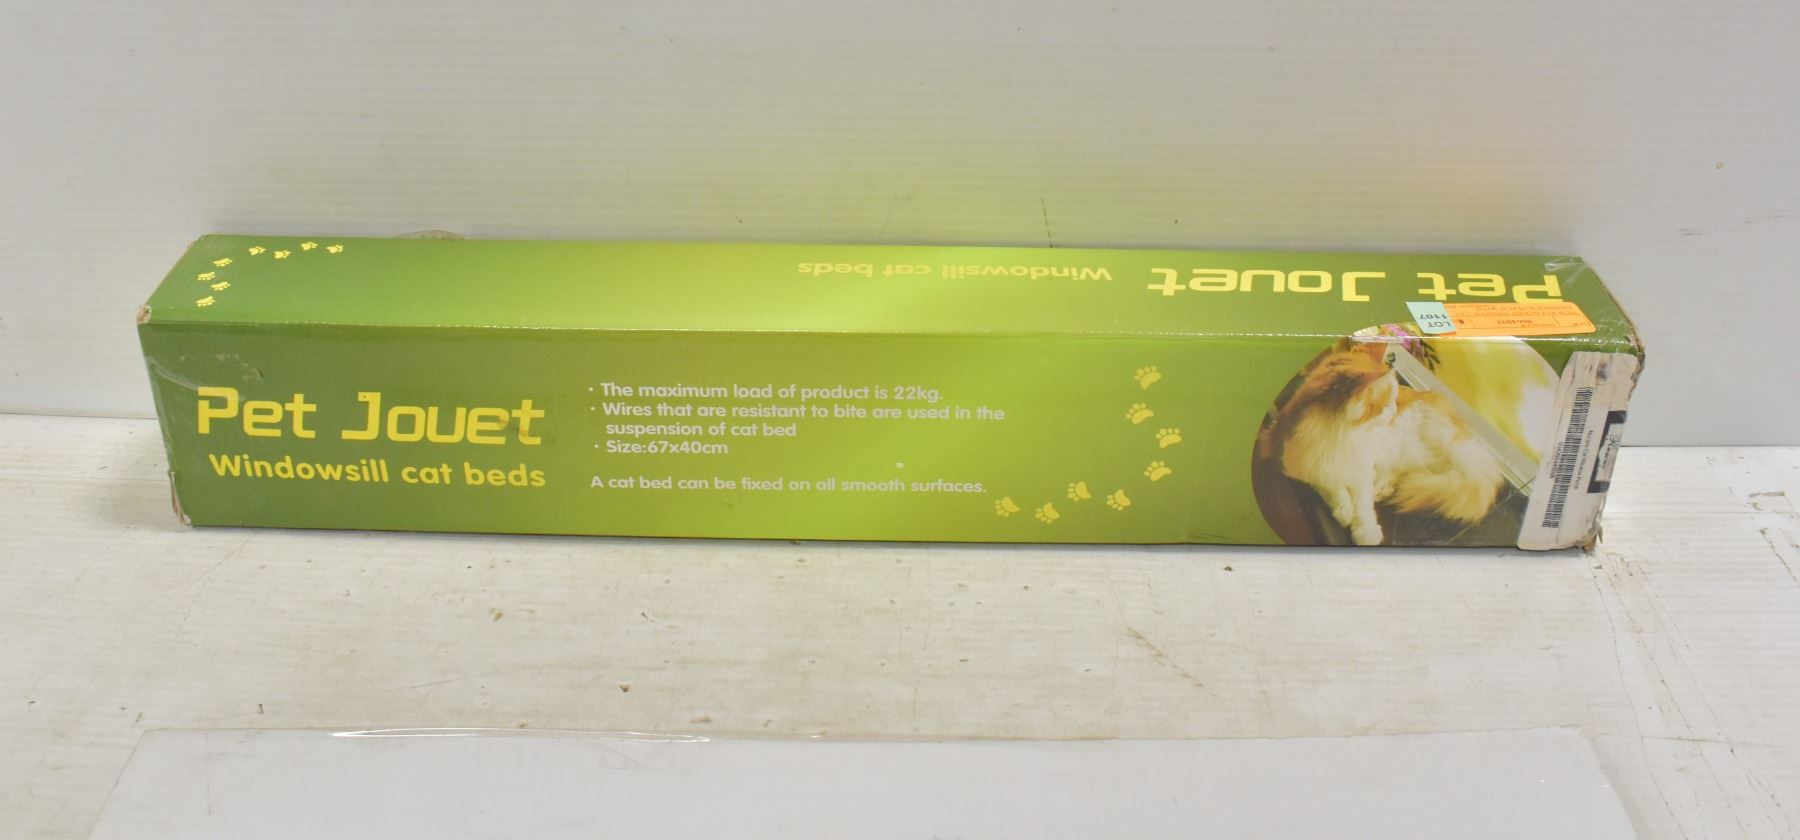 Windowsill cat beds
Pet Jouet
LOT
1107
Pet Jouet
Windowsill cat beds
· The maximum load of product is 22kg.
· Wires that are resistant to bite are used in the
suspension of cat bed
· Size:67x40cm
A cat bed can be fixed on all smooth surfaces.